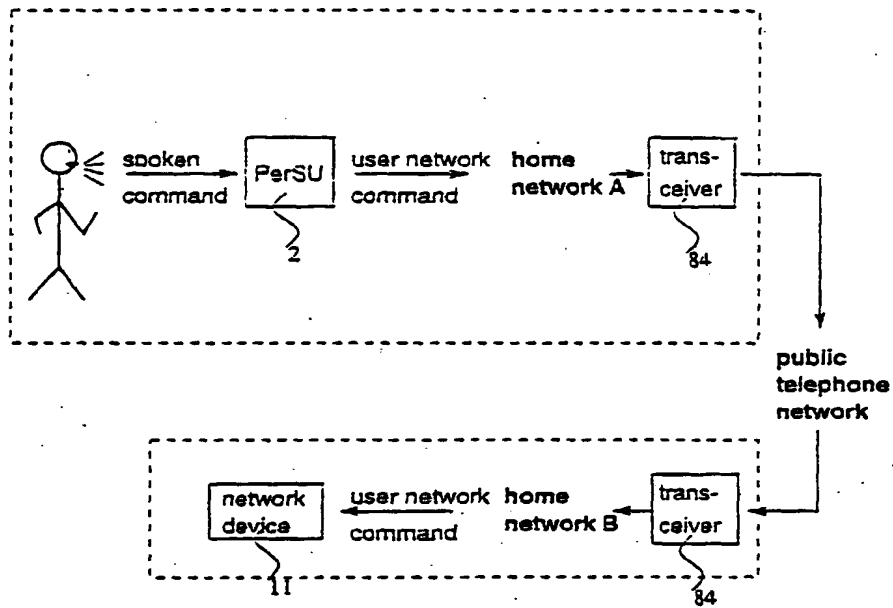 spoken
command
PerSU
2
user network
command
home
network A
trans-
ceiver
84
public
telephone
network
network
device
11
user network
command
home
network B
trans-
ceiver
84